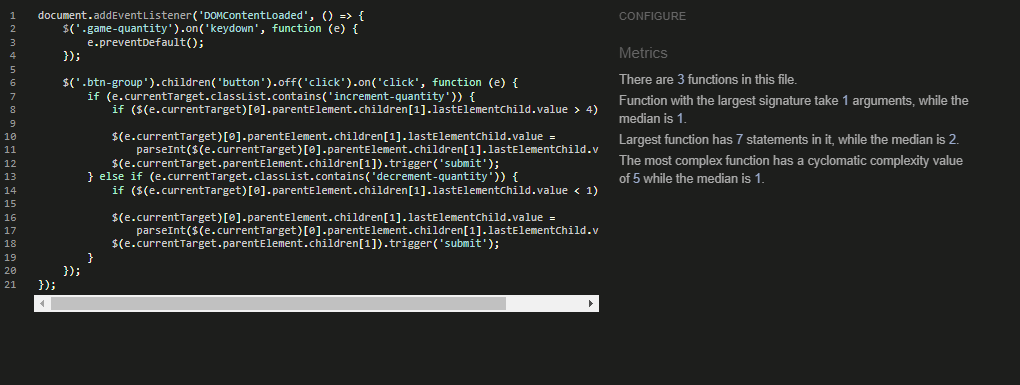 1 document.addEventListener('DOMContentLoaded', () => {
2 $('.game-quantity').on('keydown', function (e) {
3 e.preventDefault();
4 });
5
6 $('.btn-group').children('button').off('click').on('click', function (e) {
7 if (e.currentTarget.classList.contains('increment-quantity')) {
8 if ($(e.currentTarget)[0].parentElement.children[1].lastElementChild.value > 4)
9
10 $(e.currentTarget)[0].parentElement.children[1].lastElementChild.value =
11 parseInt($(e.currentTarget)[0].parentElement.children[1].lastElementChild.v
12 $(e.currentTarget.parentElement.children[1]).trigger('submit');
13 } else if (e.currentTarget.classList.contains('decrement-quantity')) {
14 if ($(e.currentTarget)[0].parentElement.children[1].lastElementChild.value < 1)
15
16 $(e.currentTarget)[0].parentElement.children[1].lastElementChild.value =
17 parseInt($(e.currentTarget)[0].parentElement.children[1].lastElementChild.v
18 $(e.currentTarget.parentElement.children[1]).trigger('submit');
19 }
20 });
21 });
CONFIGURE
Metrics
There are 3 functions in this file.
Function with the largest signature take 1 arguments, while the
median is 1.
Largest function has 7 statements in it, while the median is 2.
The most complex function has a cyclomatic complexity value
of 5 while the median is 1.